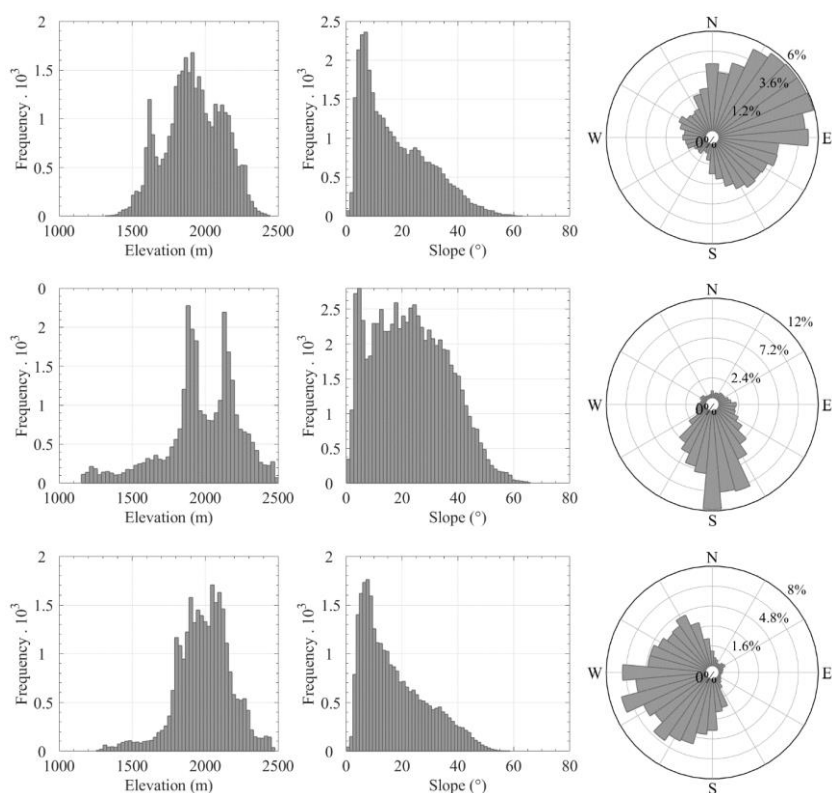 2
1.5
1
0.5
0
1000 1500 2000 2500
Elevation (m)
Frequency . 10³
2.5
2
1.5
1
0.5
0
0 20 40 60 80
Slope (°)
Frequency . 10³
N
6%
3.6%
1.2%
W 0% E
S
0
2
1.5
1
0.5
0
1000 1500 2000 2500
Elevation (m)
Frequency . 10³
2.5
2
1.5
1
0.5
0
0 20 40 60 80
Slope (°)
Frequency . 10³
N
12%
7.2%
2.4%
W 0% E
S
2
1.5
1
0.5
0
1000 1500 2000 2500
Elevation (m)
Frequency . 10³
2
1.5
1
0.5
0
0 20 40 60 80
Slope (°)
Frequency . 10³
N
8%
4.8%
1.6%
W 0% E
S